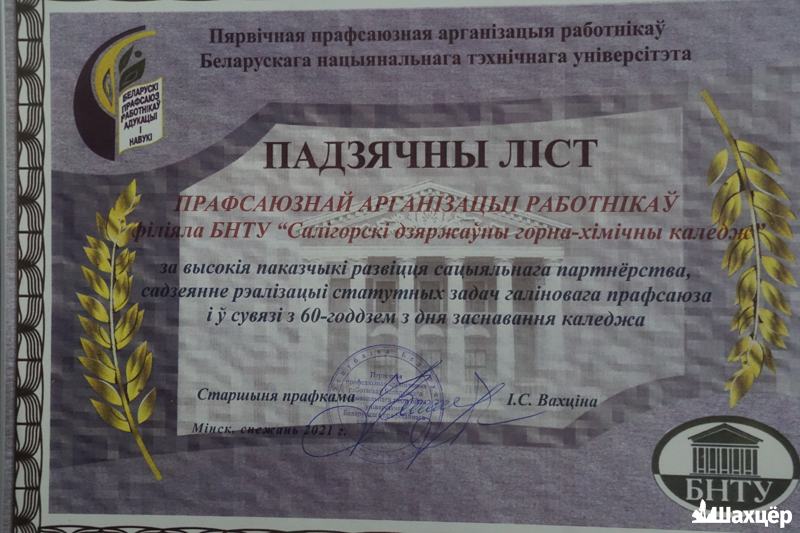 Пярвічная прафсаюзная арганізацыя работнікаў
Беларускага нацыянальнага тэхнічнага універсітэта
БЕЛАРУСКІ
ПРАФСАЮЗ
РАБОТНІКАЎ
АДУКАЦЫІ
І
НАВУКІ
ПАДЗЯЧНЫ ЛІСТ
ПРАФСАЮЗНАЙ АРГАНІЗАЦЫІ РАБОТНІКАЎ
філіяла БНТУ “Салігорскі дзяржаўны горна-хімічны каледж”
за высокія паказчыкі развіцця сацыяльнага партнёрства,
садзеянне рэалізацыі статутных задач галіновага прафсаюза
і ў сувязі з 60-годдзем з дня заснавання каледжа
Старшыня прафкама
І.С. Вахціна
Мінск, снежань 2021 г.
БНТУ
Шахцёр